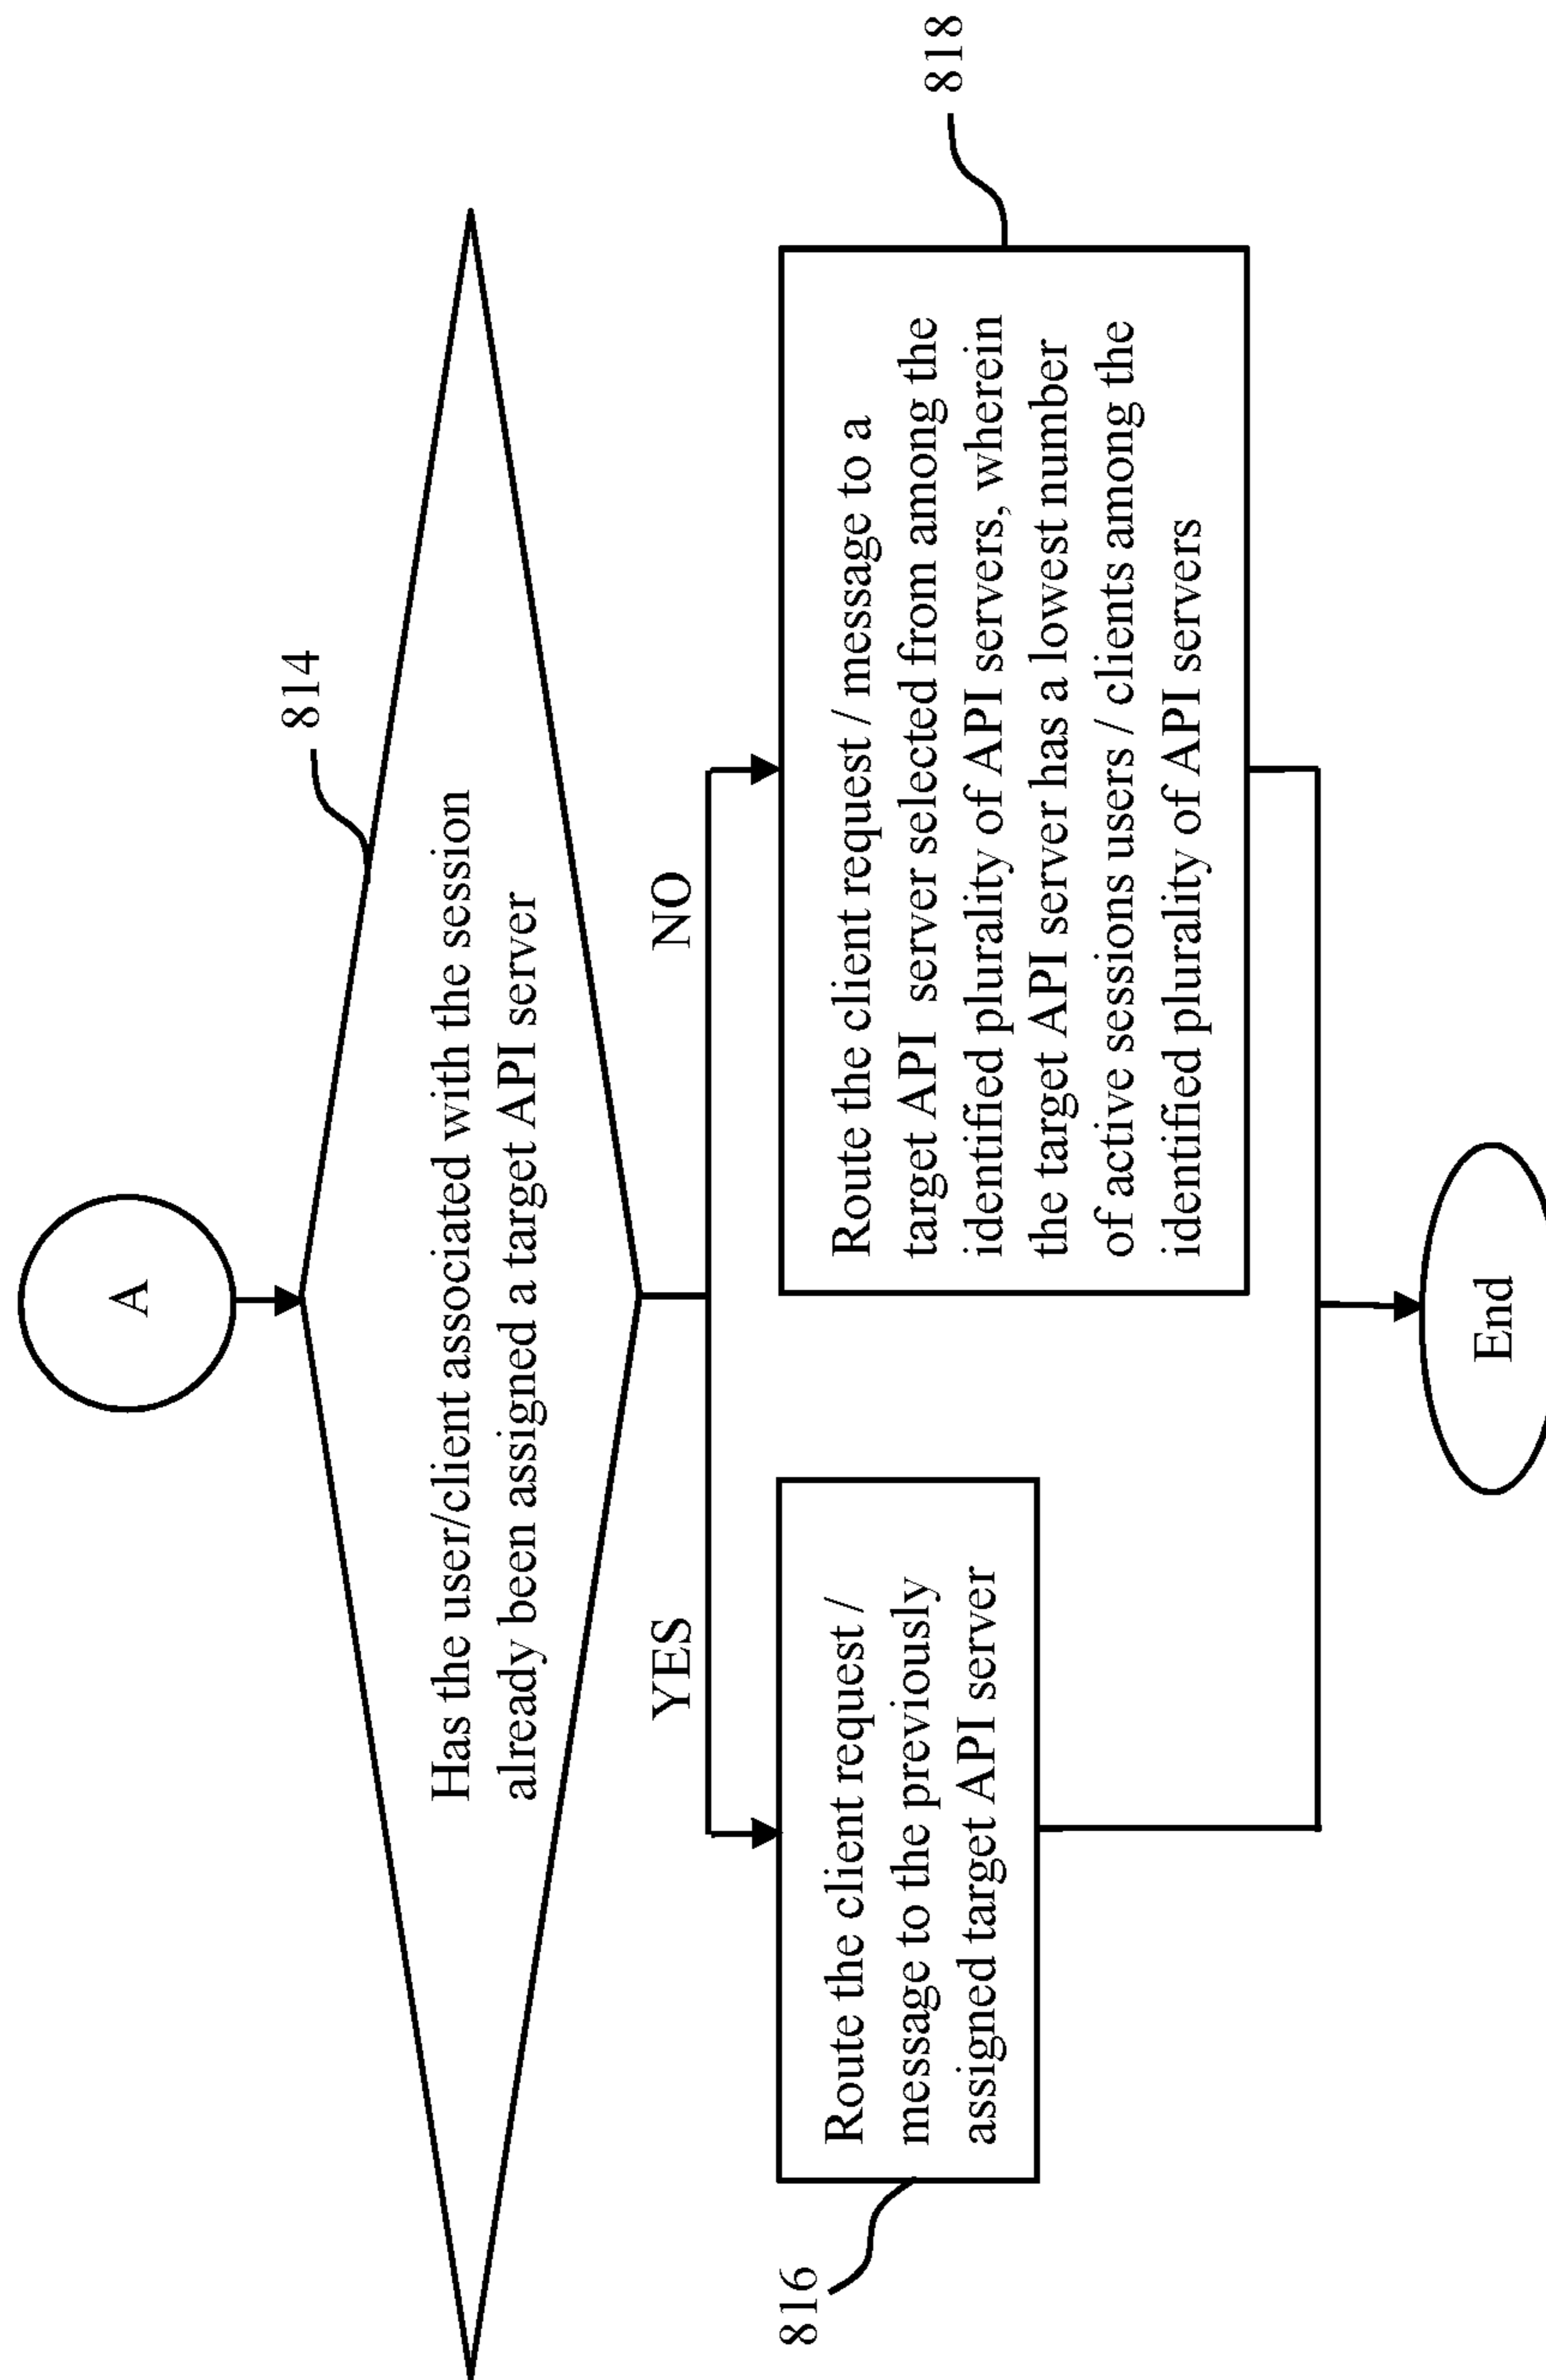 A
814
Has the user/client associated with the session
already been assigned a target API server
YES
NO
816
Route the client request /
message to the previously
assigned target API server
818
Route the client request / message to a
target API server selected from among the
identified plurality of API servers, wherein
the target API server has a lowest number
of active sessions users / clients among the
identified plurality of API servers
End